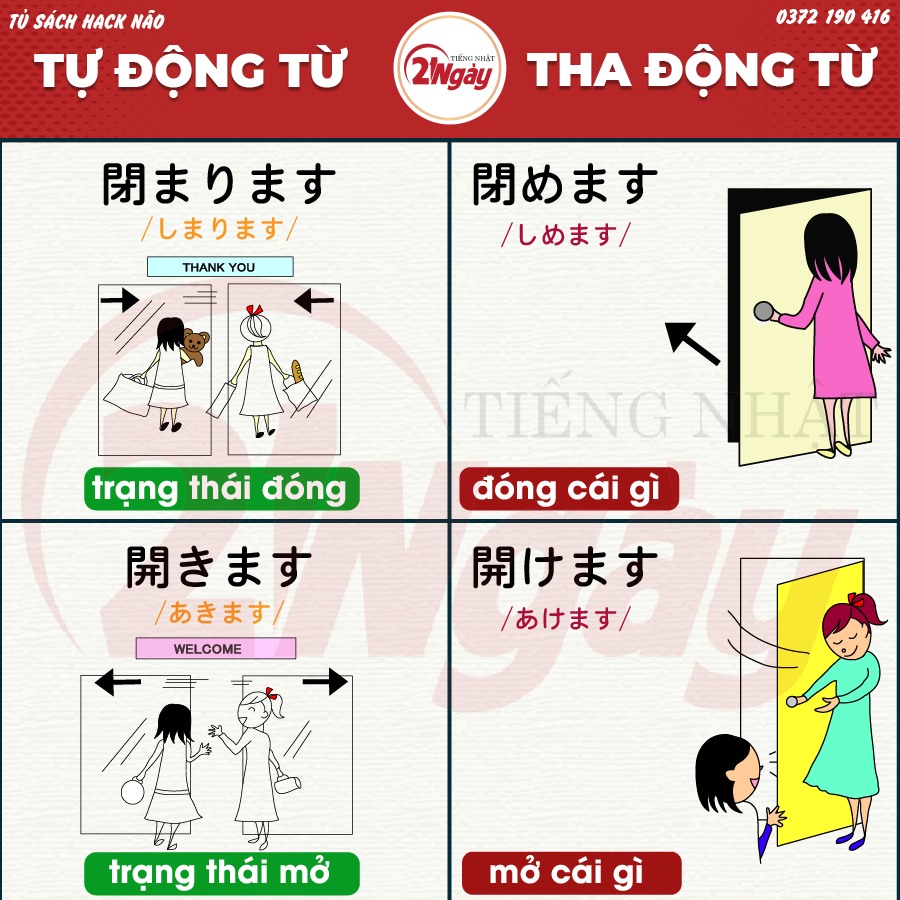 TỦ SÁCH HACK NÃO
0372 190 416
TỰ ĐỘNG TỪ
TIẾNG NHẬT
21Ngày
THA ĐỘNG TỪ
閉まります
/しまります/
THANK YOU
trạng thái đóng
閉めます
/しめます/
đóng cái gì
開きます
/あきます/
WELCOME
trạng thái mở
開けます
/あけます/
mở cái gì
TIẾNG NHẬT
21Ngày